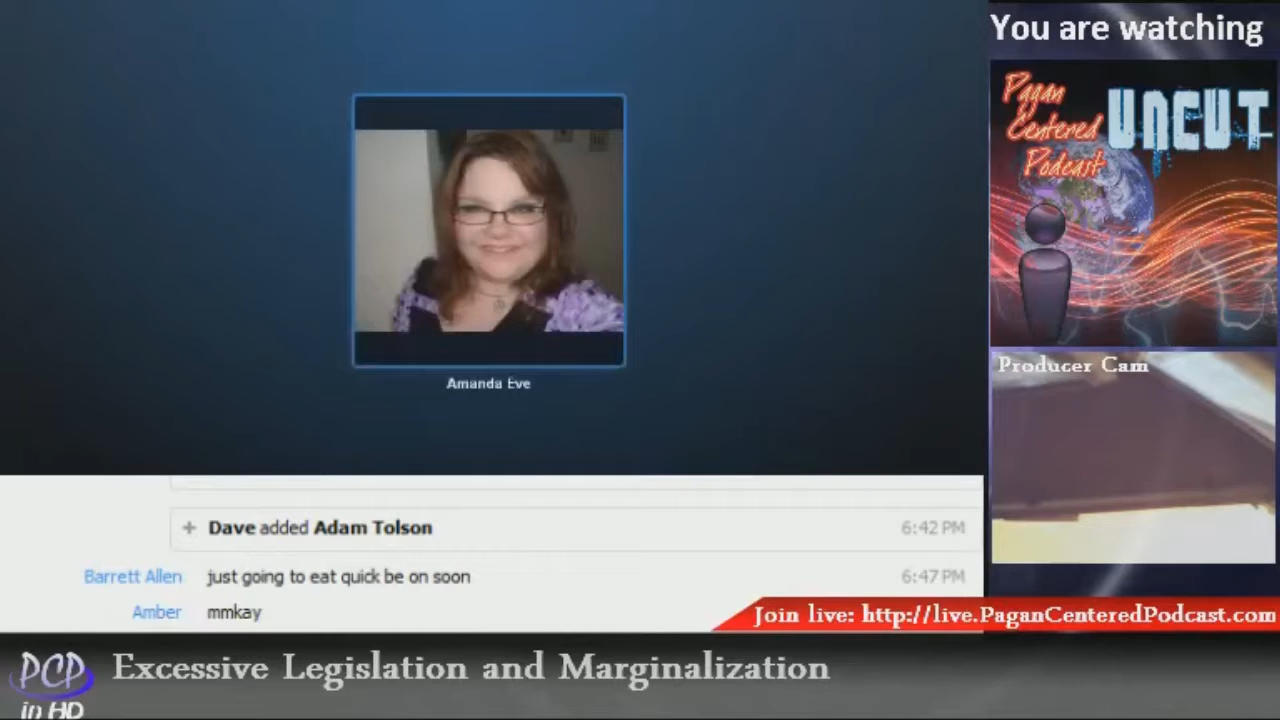 You are watching
Pagan
Centered
Podcast
UNCUT
Amanda Eve
Producer Cam
Dave added Adam Tolson 6:42 PM
Barrett Allen just going to eat quick be on soon 6:47 PM
Amber mmkay
Join live: http://live.PaganCenteredPodcast.com
PCP
in HD
Excessive Legislation and Marginalization